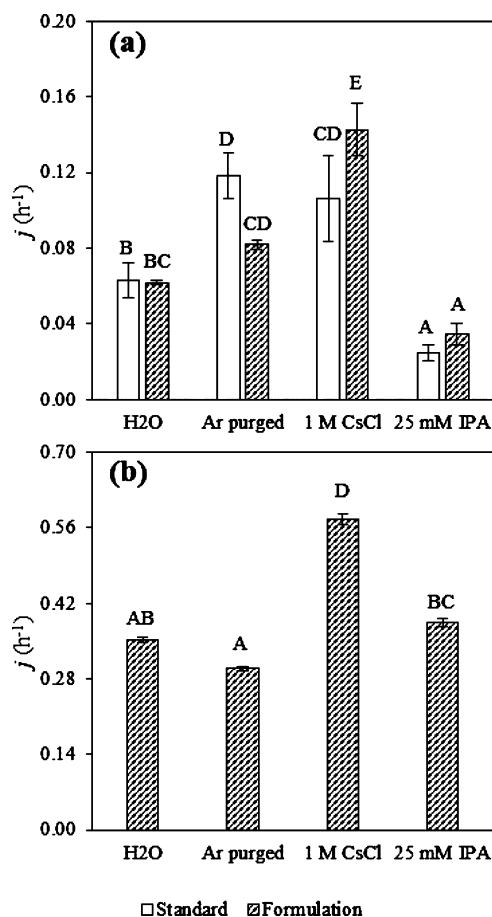 0.20
(a)
E
0.16
D
CD
0.12
CD
j (h-1)
B
BC
0.08
A
A
0.04
0.00
H2O Ar purged 1 M CsCl 25 mM IPA
0.70
(b)
D
0.56
0.42
AB
BC
j (h-1)
A
0.28
0.14
0.00
H2O Ar purged 1 M CsCl 25 mM IPA
Standard Formulation